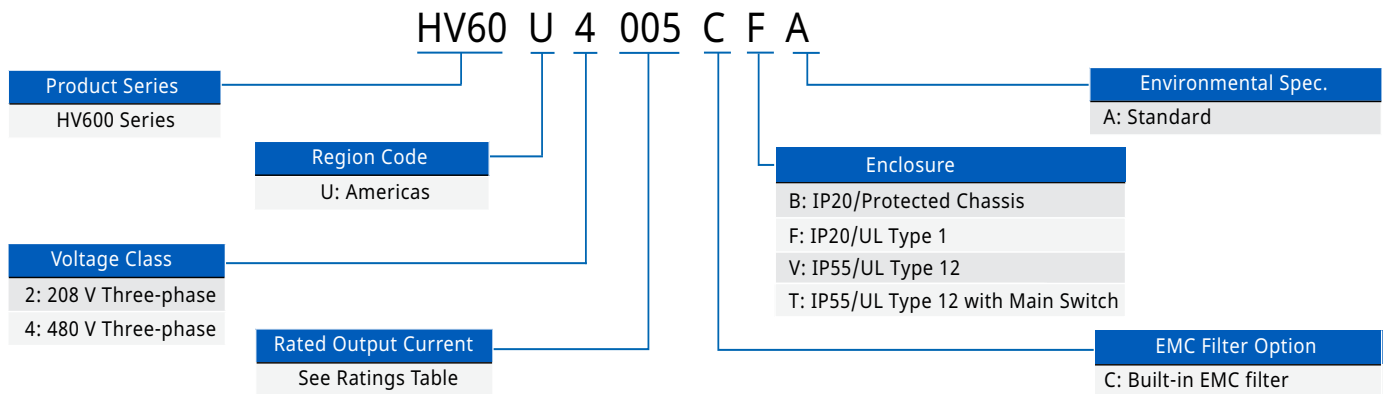 HV60 U 4 005 C F A
Product Series
HV600 Series
Region Code
U: Americas
Voltage Class
2: 208 V Three-phase
4: 480 V Three-phase
Rated Output Current
See Ratings Table
Environmental Spec.
A: Standard
Enclosure
B: IP20/Protected Chassis
F: IP20/UL Type 1
V: IP55/UL Type 12
T: IP55/UL Type 12 with Main Switch
EMC Filter Option
C: Built-in EMC filter